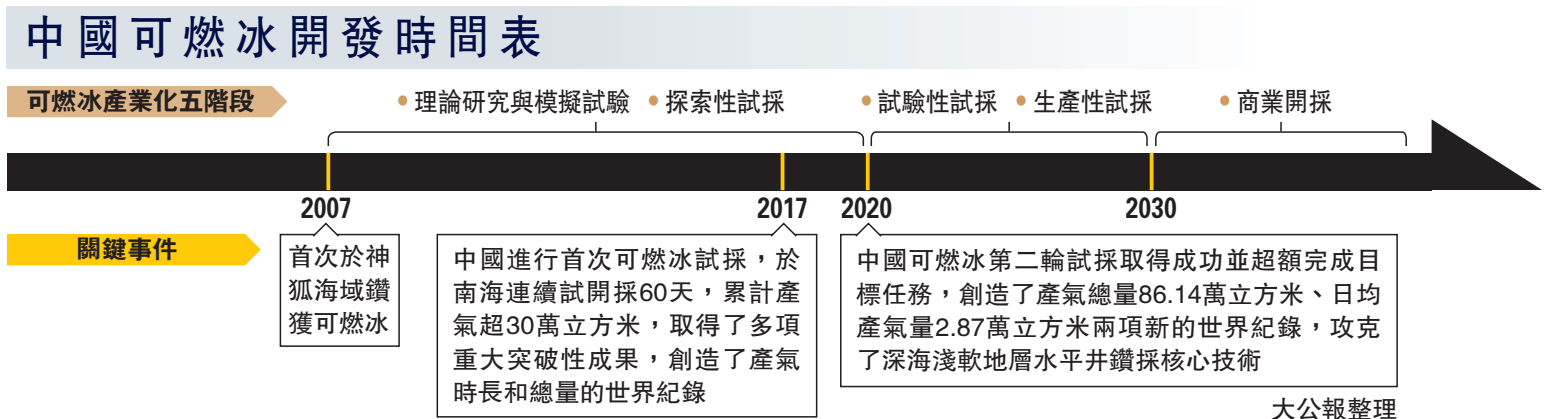 中國可燃冰開發時間表
可燃冰產業化五階段
• 理論研究與模擬試驗 • 探索性試採 • 試驗性試採 • 生產性試採 • 商業開採
2007 2017 2020 2030
關鍵事件
首次於神
狐海域鑽
獲可燃冰
中國進行首次可燃冰試採，於
南海連續試開採60天，累計產
氣超30萬立方米，取得了多項
重大突破性成果，創造了產氣
時長和總量的世界紀錄
中國可燃冰第二輪試採取得成功並超額完成目
標任務，創造了產氣總量86.14萬立方米、日均
產氣量2.87萬立方米兩項新的世界紀錄，攻克
了深海淺軟地層水平井鑽採核心技術
大公報整理